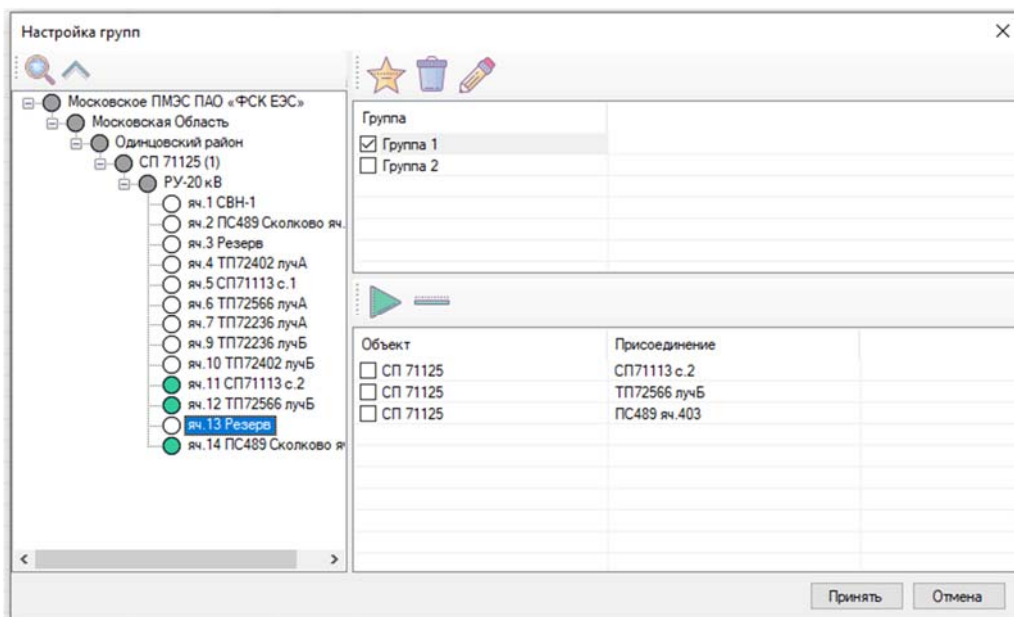 Настройка групп
Московское ПМЭС ПАО «ФСК ЕЭС»
Московская Область
Одинцовский район
СП 71125 (1)
РУ-20 кВ
яч.1 СВН-1
яч.2 ПС489 Сколково яч.
яч.3 Резерв
яч.4 ТП72402 лучА
яч.5 СП71113 с.1
яч.6 ТП72566 лучА
яч.7 ТП72236 лучА
яч.9 ТП72236 лучБ
яч.10 ТП72402 лучБ
яч.11 СП71113 с.2
яч.12 ТП72566 лучБ
яч.13 Резерв
яч.14 ПС489 Сколково яч
Группа
Группа 1
Группа 2
Объект Присоединение
СП 71125 СП71113 с.2
СП 71125 ТП72566 лучБ
СП 71125 ПС489 яч.403
Принять Отмена